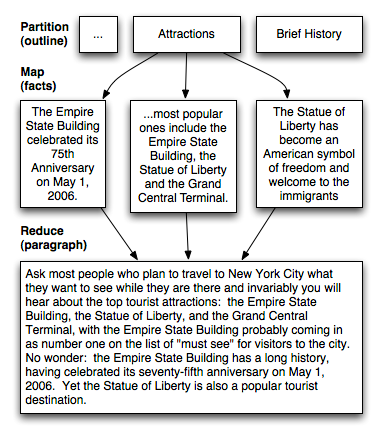 Partition
(outline)
...
Attractions
Brief History
Map
(facts)
The Empire
State Building
celebrated its
75th
Anniversary
on May 1,
2006.
...most popular
ones include the
Empire State
Building, the
Statue of Liberty
and the Grand
Central Terminal.
The Statue of
Liberty has
become an
American symbol
of freedom and
welcome to the
immigrants
Reduce
(paragraph)
Ask most people who plan to travel to New York City what
they want to see while they are there and invariably you will
hear about the top tourist attractions:  the Empire State
Building, the Statue of Liberty, and the Grand Central
Terminal, with the Empire State Building probably coming in
as number one on the list of "must see" for visitors to the city.
No wonder:  the Empire State Building has a long history,
having celebrated its seventy-fifth anniversary on May 1,
2006.  Yet the Statue of Liberty is also a popular tourist
destination.